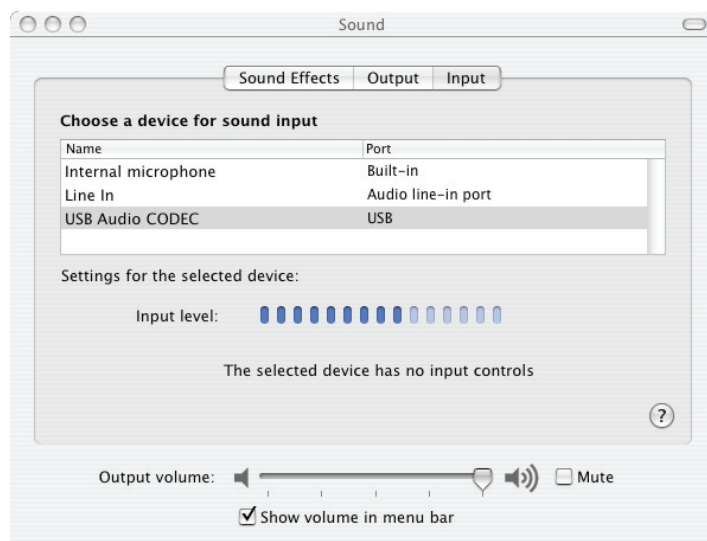 Sound
Sound Effects Output Input
Choose a device for sound input
Name Port
Internal microphone Built-in
Line In Audio line-in port
USB Audio CODEC USB
Settings for the selected device:
Input level:
The selected device has no input controls
?
Output volume: Mute
Show volume in menu bar